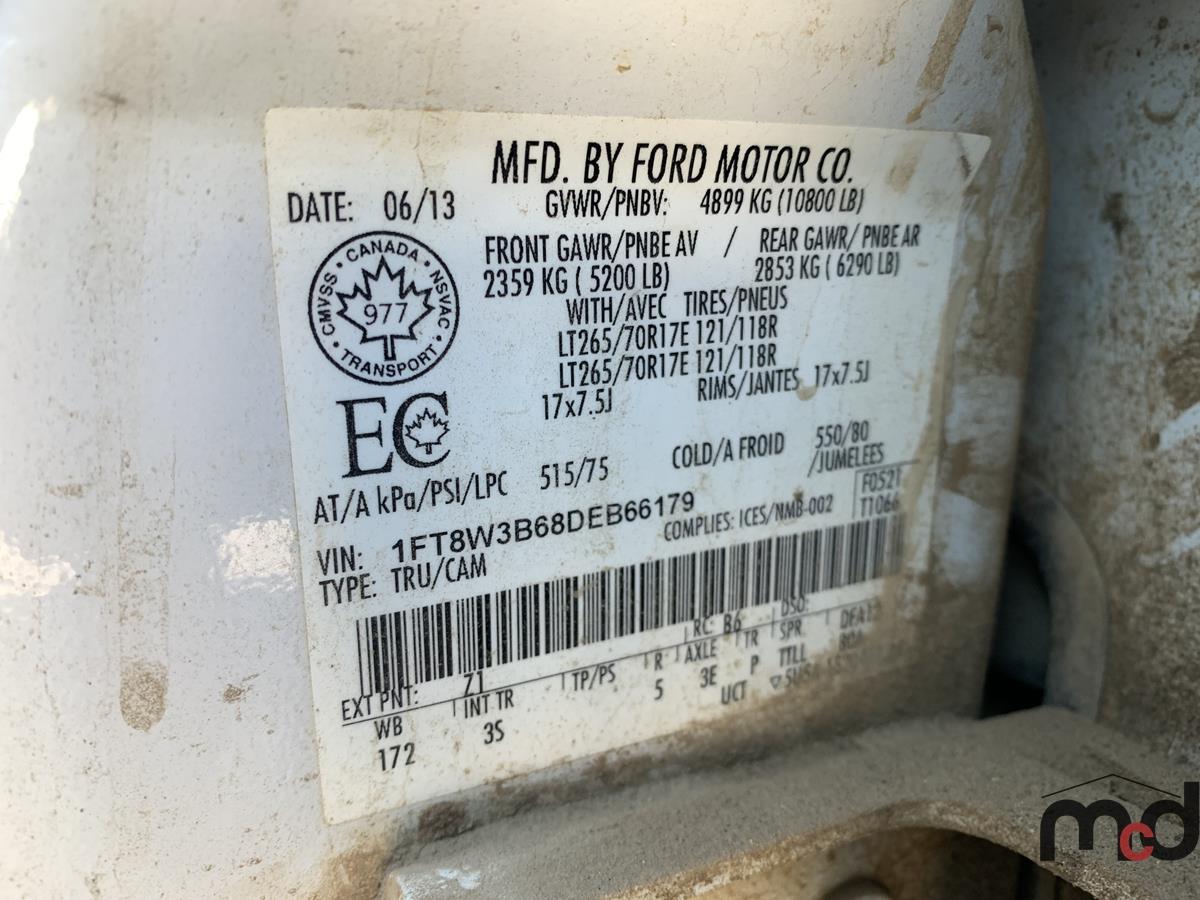 MFD. BY FORD MOTOR CO.
DATE: 06/13 GVWR/PNBV: 4899 KG (10800 LB)
CMVSS • CANADA • NSVAC • TRANSPORT •
977
FRONT GAWR/PNBE AV / REAR GAWR/ PNBE AR
2359 KG ( 5200 LB) 2853 KG ( 6290 LB)
WITH/AVEC TIRES/PNEUS
LT265/70R17E 121/118R
LT265/70R17E 121/118R
17x7.5J RIMS/JANTES 17x7.5J
EC
AT/A kPa/PSI/LPC 515/75 COLD/A FROID 550/80
/JUMELEES
F0521
T1066
VIN: 1FT8W3B68DEB66179 COMPLIES: ICES/NMB-002
TYPE: TRU/CAM
EXT PNT: Z1 RC: B6 DSO:
WB INT TR TP/PS R AXLE TR SPR
172 3S 5 3E P TTLL
UCT
mcd